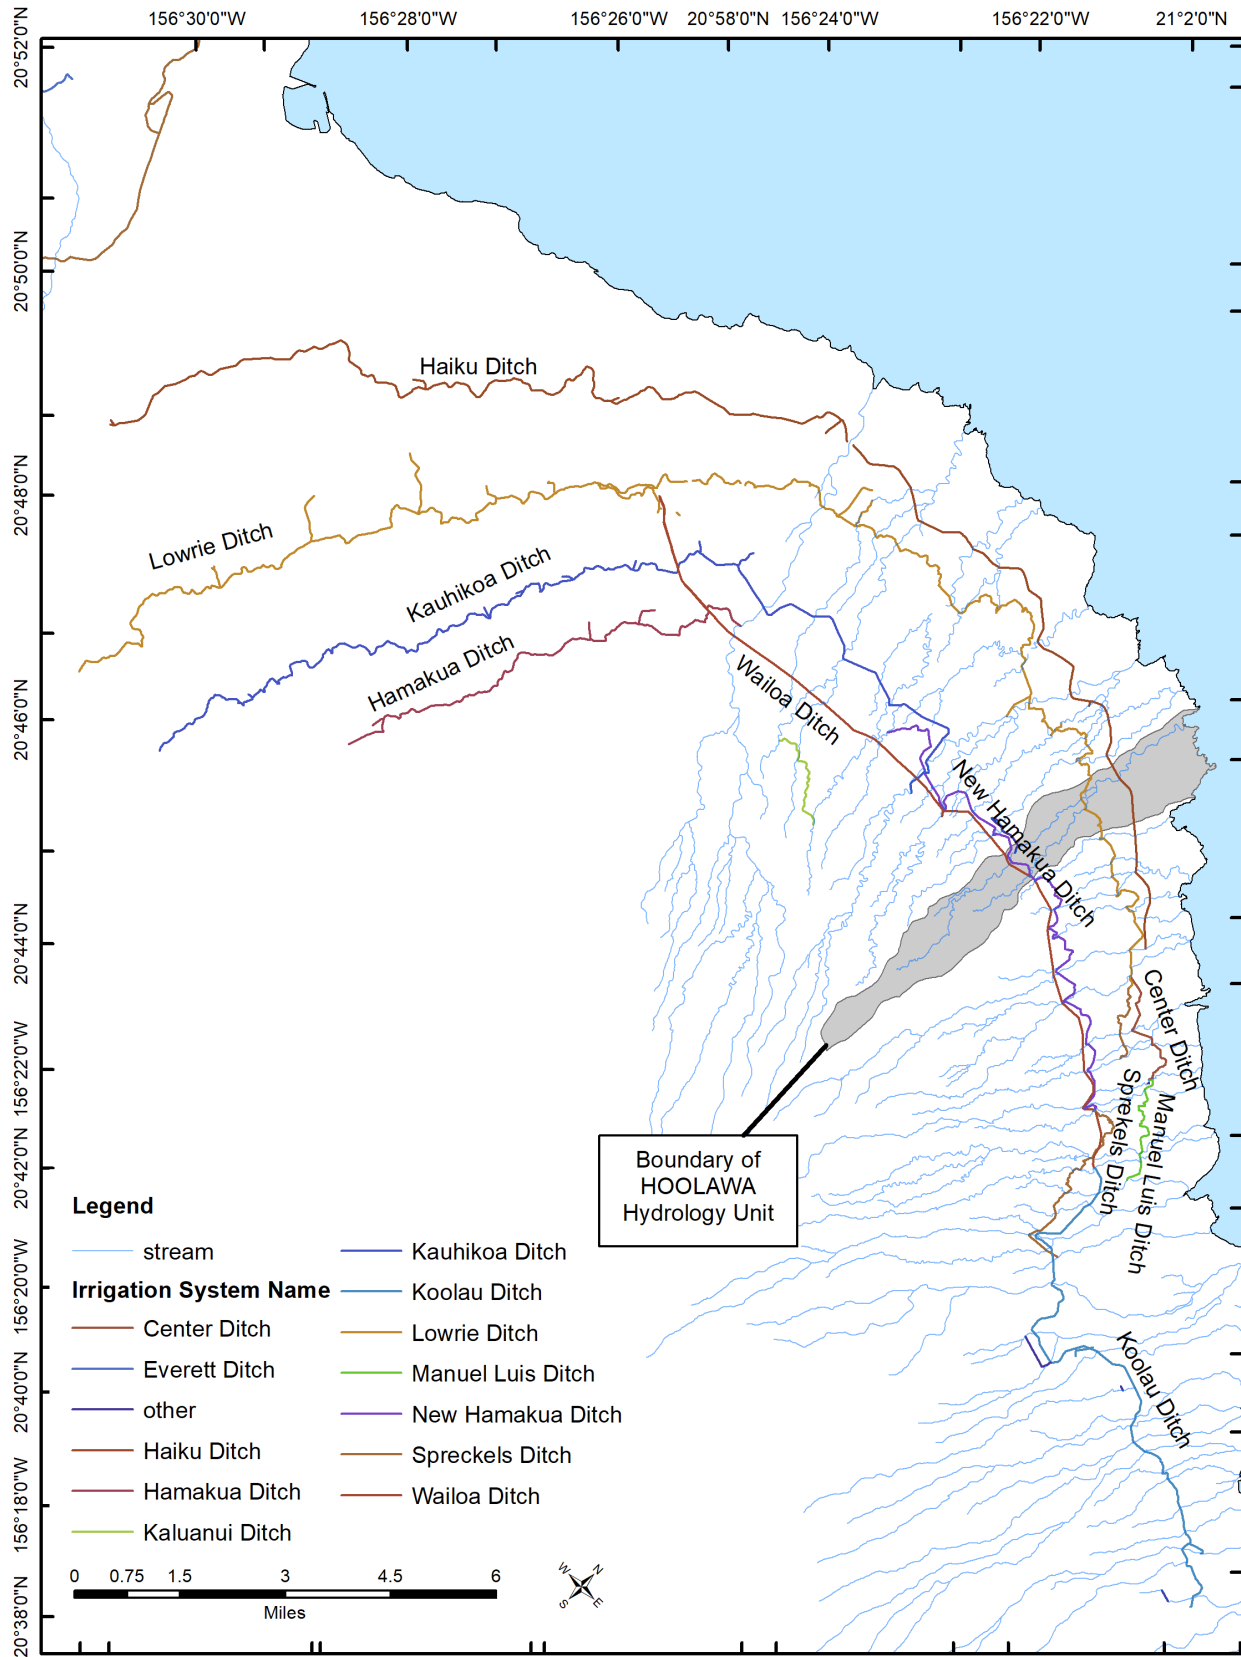 156°30'0"W
156°28'0"W
156°26'0"W
20°58'0"N
156°24'0"W
156°22'0"W
21°2'0"N
20°52'0"N
20°50'0"N
20°48'0"N
20°46'0"N
20°44'0"N
156°22'0"W
20°42'0"N
156°20'0"W
20°40'0"N
156°18'0"W
20°38'0"N
Haiku Ditch
Lowrie Ditch
Kauhikoa Ditch
Hamakua Ditch
Wailoa Ditch
New Hamakua Ditch
Center Ditch
Sprekels Ditch
Manuel Luis Ditch
Koolau Ditch
Boundary of
HOOLAWA
Hydrology Unit
Legend
stream
Irrigation System Name
Center Ditch
Everett Ditch
other
Haiku Ditch
Hamakua Ditch
Kaluanui Ditch
Kauhikoa Ditch
Koolau Ditch
Lowrie Ditch
Manuel Luis Ditch
New Hamakua Ditch
Spreckels Ditch
Wailoa Ditch
0 0.75 1.5 3 4.5 6
Miles
W N
S E